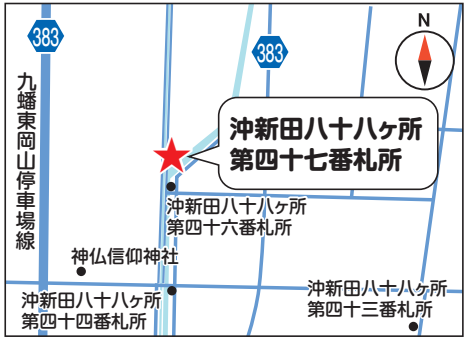 383
383
N
九蟠東岡山停車場線
沖新田八十八ヶ所
第四十七番札所
沖新田八十八ヶ所
第四十六番札所
神仏信仰神社
沖新田八十八ヶ所
第四十四番札所
沖新田八十八ヶ所
第四十三番札所